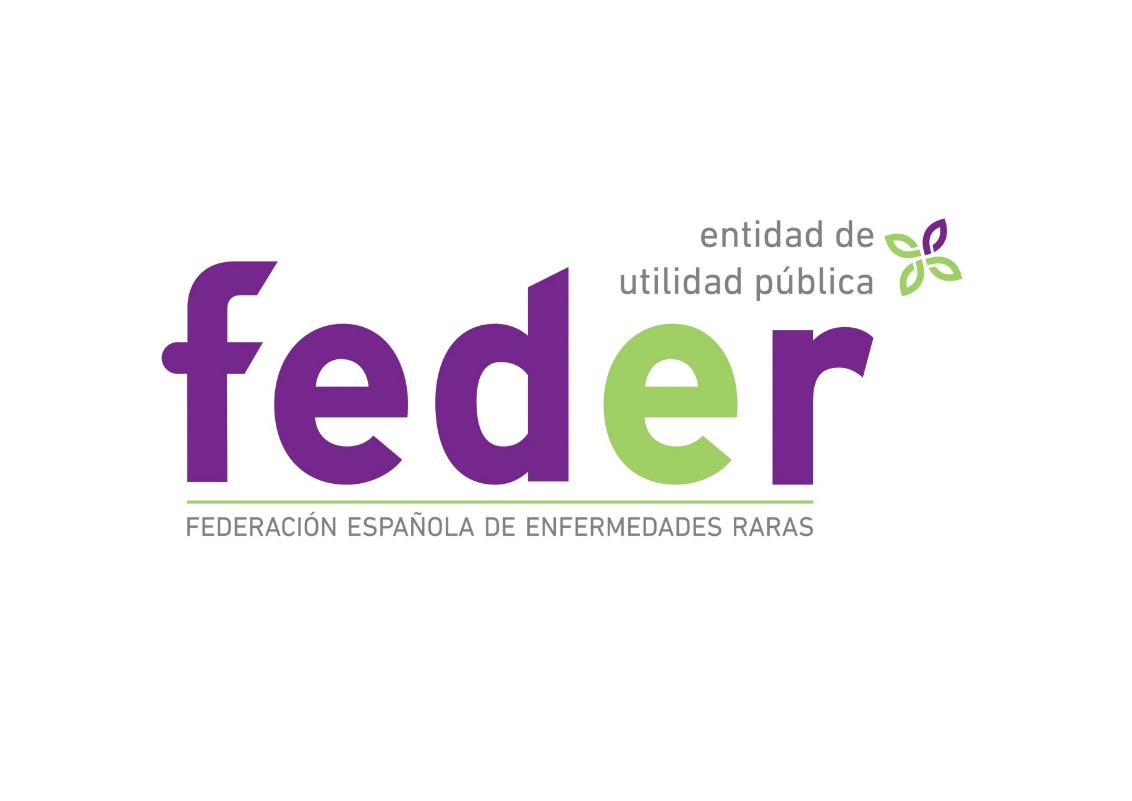 entidad de
utilidad pública
feder
FEDERACIÓN ESPAÑOLA DE ENFERMEDADES RARAS